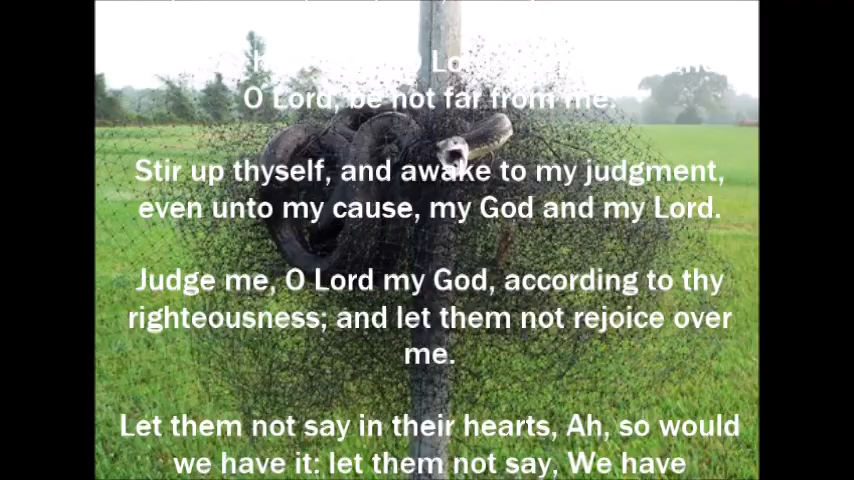 O Lord, be not far from me.
Stir up thyself, and awake to my judgment,
even unto my cause, my God and my Lord.
Judge me, O Lord my God, according to thy
righteousness; and let them not rejoice over
me.
Let them not say in their hearts, Ah, so would
we have it: let them not say, We have